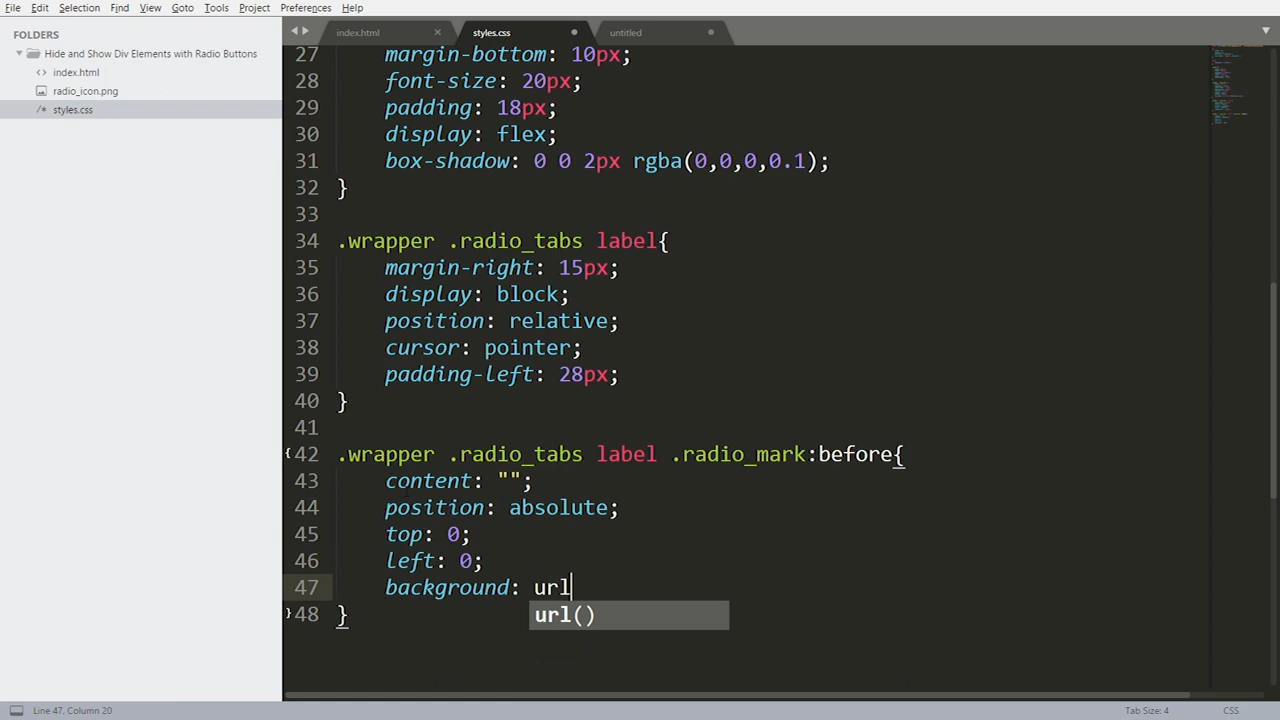 File Edit Selection Find View Goto Tools Project Preferences Help
FOLDERS
Hide and Show Div Elements with Radio Buttons
index.html
radio_icon.png
styles.css
index.html
styles.css
untitled
27 margin-bottom: 10px;
28 font-size: 20px;
29 padding: 18px;
30 display: flex;
31 box-shadow: 0 0 2px rgba(0,0,0,0.1);
32 }
33
34 .wrapper .radio_tabs label{
35 margin-right: 15px;
36 display: block;
37 position: relative;
38 cursor: pointer;
39 padding-left: 28px;
40 }
41
42 .wrapper .radio_tabs label .radio_mark:before{
43 content: "";
44 position: absolute;
45 top: 0;
46 left: 0;
47 background: url
url()
48 }
Line 47, Column 20
Tab Size: 4
CSS